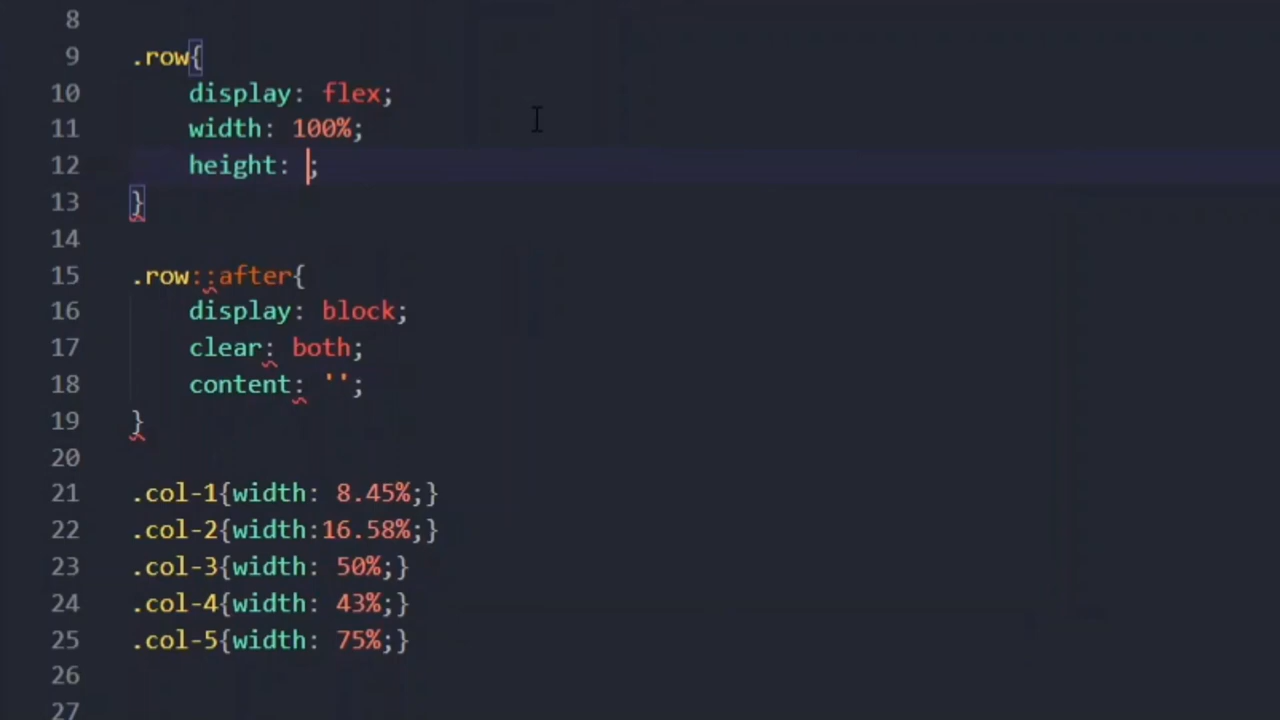 8
9 .row{
10 display: flex;
11 width: 100%;
12 height: ;
13 }
14
15 .row::after{
16 display: block;
17 clear: both;
18 content: '';
19 }
20
21 .col-1{width: 8.45%;}
22 .col-2{width:16.58%;}
23 .col-3{width: 50%;}
24 .col-4{width: 43%;}
25 .col-5{width: 75%;}
26
27